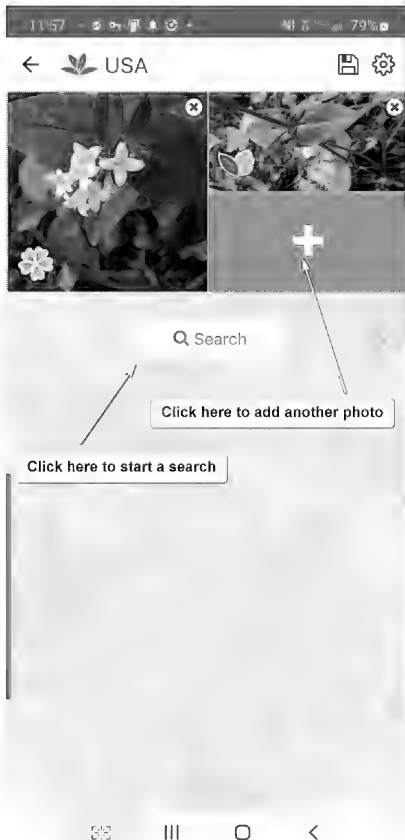 11:57 79%
USA
Search
Click here to add another photo
Click here to start a search